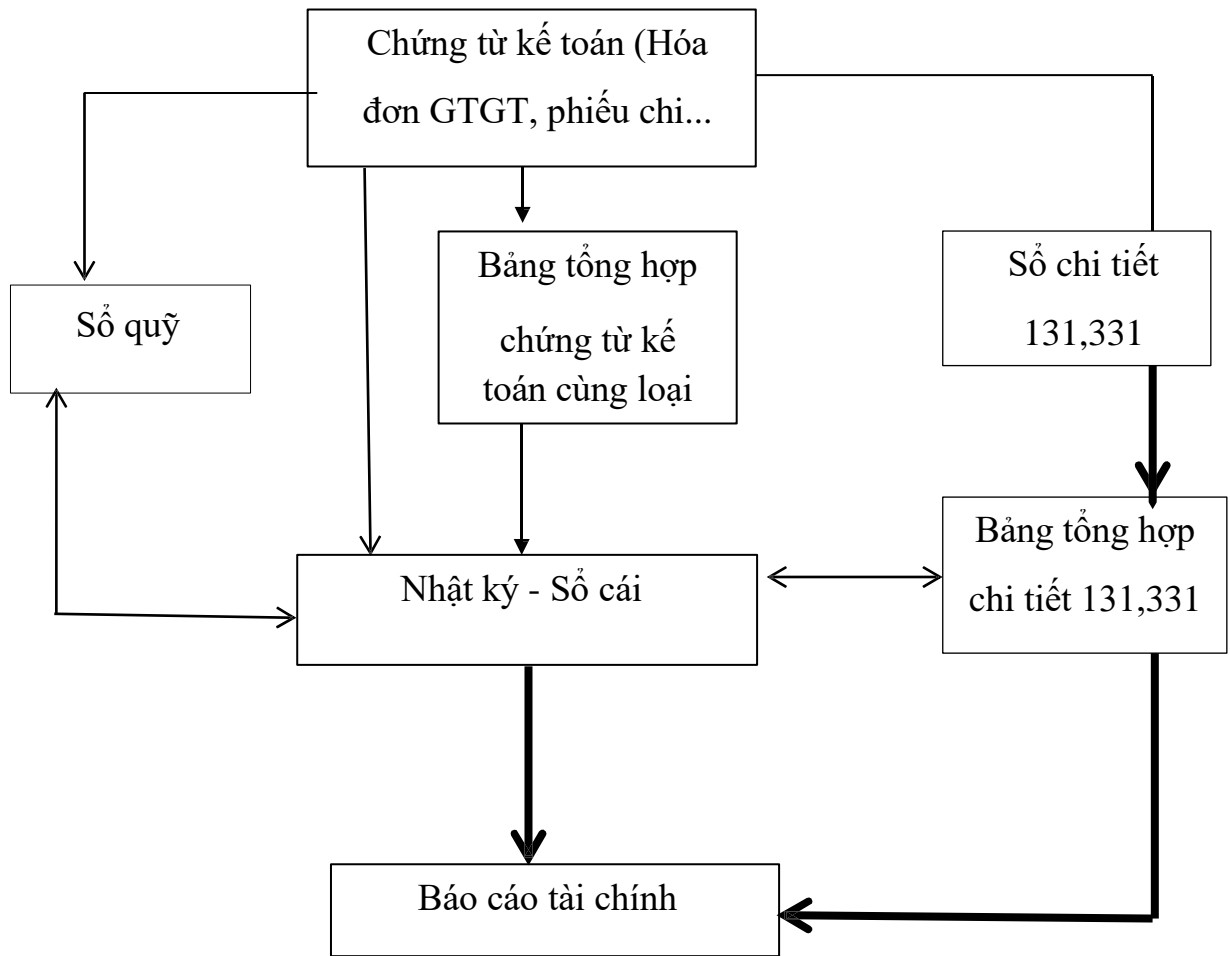 Chứng từ kế toán (Hóa
đơn GTGT, phiếu chi...
Bảng tổng hợp
chứng từ kế
toán cùng loại
Sổ chi tiết
131,331
Sổ quỹ
Nhật ký - Sổ cái
Bảng tổng hợp
chi tiết 131,331
Báo cáo tài chính